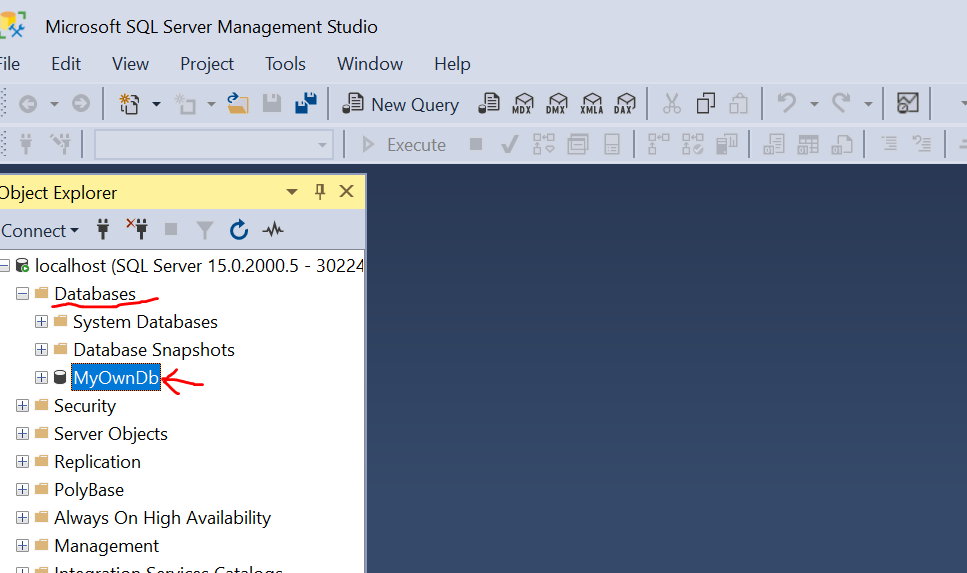 Microsoft SQL Server Management Studio
File Edit View Project Tools Window Help
New Query MDX DMX XMLA DAX
Execute
Object Explorer
Connect
localhost (SQL Server 15.0.2000.5 - 30224
Databases
System Databases
Database Snapshots
MyOwnDb
Security
Server Objects
Replication
PolyBase
Always On High Availability
Management
Integration Services Catalogs